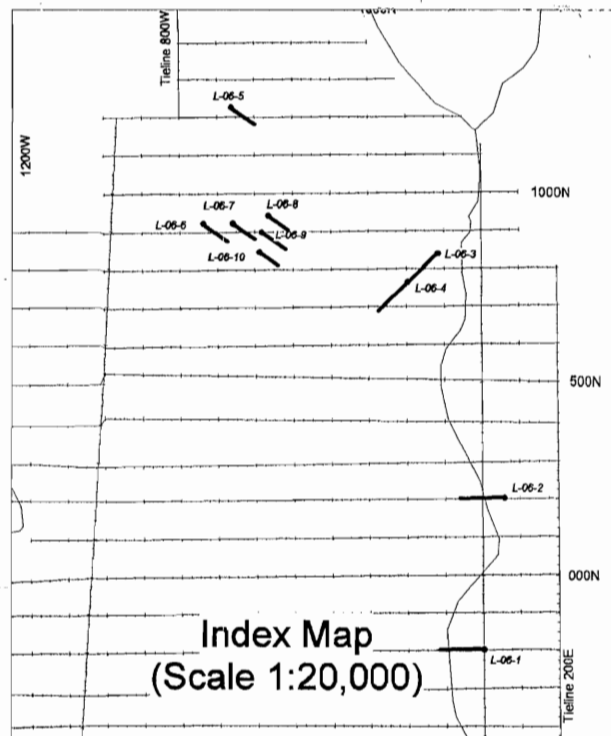 Tieline 800W
L-06-5
1200W
1000N
L-06-7
L-06-8
L-06-6
L-06-9
L-06-10
L-06-3
L-06-4
500N
L-06-2
000N
Index Map
(Scale 1:20,000)
L-06-1
Tieline 200E